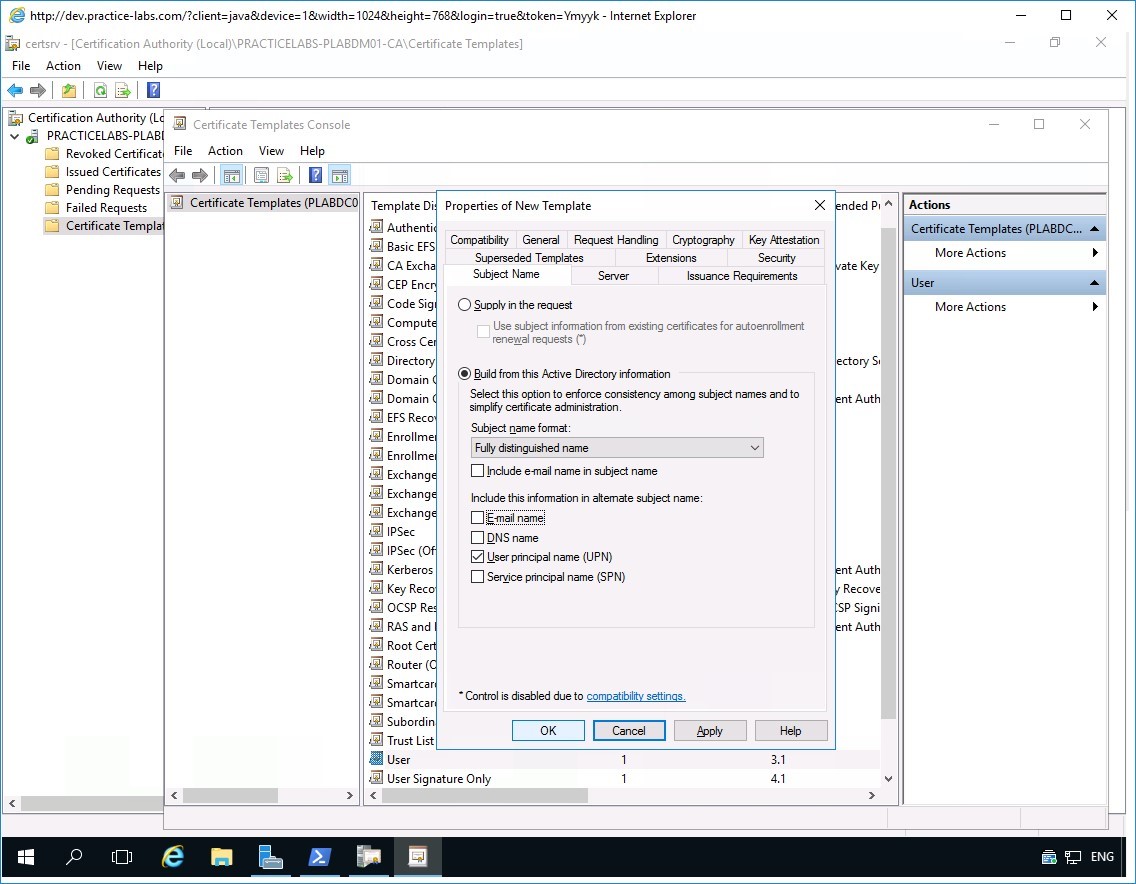 http://dev.practice-labs.com/?client=java&device=1&width=1024&height=768&login=true&token=Ymyyk - Internet Explorer
certsrv - [Certification Authority (Local)\PRACTICELABS-PLABDM01-CA\Certificate Templates]
File Action View Help
Certification Authority (Lo
PRACTICELABS-PLABD
Revoked Certificat
Issued Certificates
Pending Requests
Failed Requests
Certificate Templat
Certificate Templates Console
File Action View Help
Certificate Templates (PLABDC0
Template Dis
ended Pu
Authentic
Basic EFS
CA Excha
vate Key
CEP Encry
Code Sig
Compute
Cross Cer
Directory
ectory Se
Domain C
Domain C
ent Auth
EFS Reco
Enrollmen
Enrollmen
Exchange
Exchange
Exchange
IPSec
IPSec (Off
Kerberos
ent Auth
Key Reco
y Recove
OCSP Res
CSP Signi
RAS and I
ent Auth
Root Cert
Router (O
Smartcar
Smartcar
Subordin
Trust List
User 1 3.1
User Signature Only 1 4.1
Properties of New Template
Compatibility General Request Handling Cryptography Key Attestation
Superseded Templates Extensions Security
Subject Name Server Issuance Requirements
Supply in the request
Use subject information from existing certificates for autoenrollment
renewal requests (*)
Build from this Active Directory information
Select this option to enforce consistency among subject names and to
simplify certificate administration.
Subject name format:
Fully distinguished name
Include e-mail name in subject name
Include this information in alternate subject name:
E-mail name
DNS name
User principal name (UPN)
Service principal name (SPN)
* Control is disabled due to compatibility settings.
OK Cancel Apply Help
Actions
Certificate Templates (PLABDC...
More Actions
User
More Actions
ENG